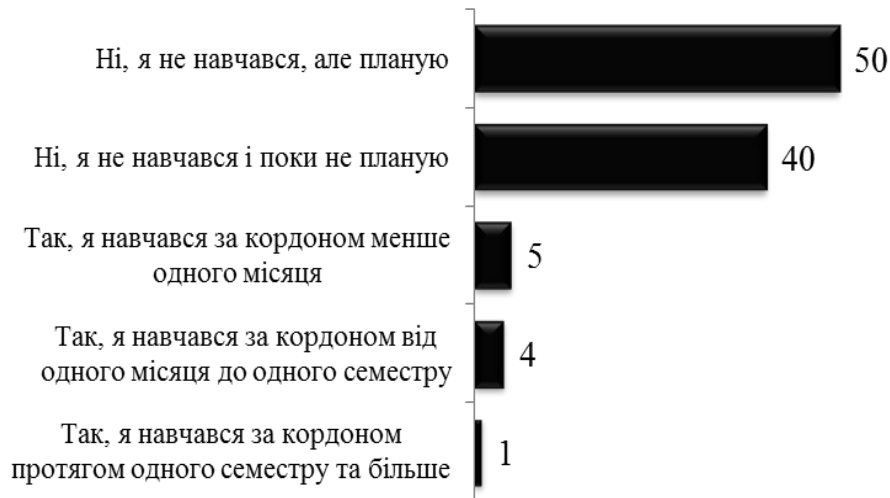 Ні, я не навчався, але планую
50
Ні, я не навчався і поки не планую
40
Так, я навчався за кордоном менше
одного місяця
5
Так, я навчався за кордоном від
одного місяця до одного семестру
4
Так, я навчався за кордоном
протягом одного семестру та більше
1